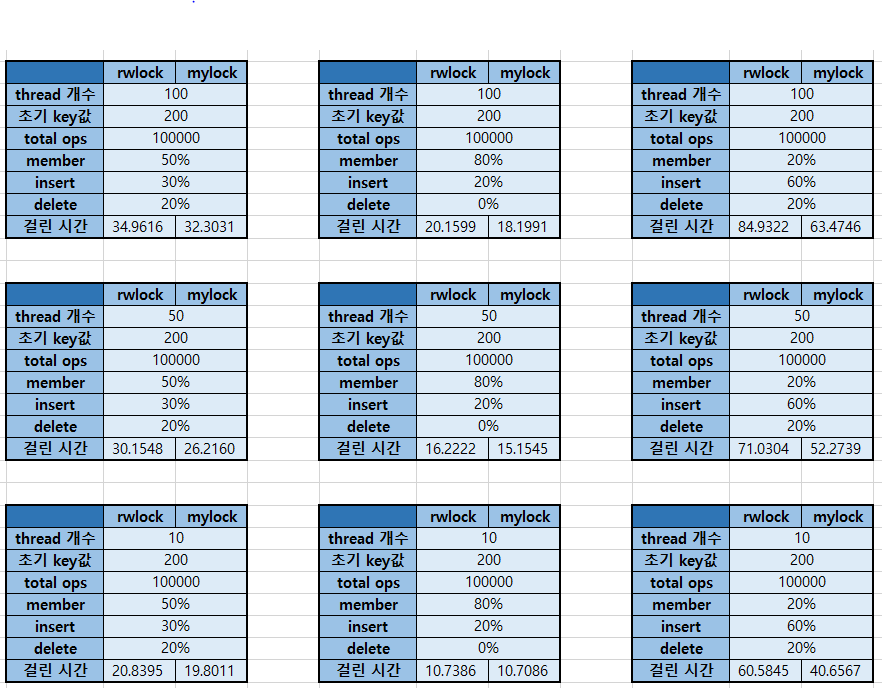 rwlock mylock
thread 개수 100
초기 key값 200
total ops 100000
member 50%
insert 30%
delete 20%
걸린 시간 34.9616 32.3031
rwlock mylock
thread 개수 100
초기 key값 200
total ops 100000
member 80%
insert 20%
delete 0%
걸린 시간 20.1599 18.1991
rwlock mylock
thread 개수 100
초기 key값 200
total ops 100000
member 20%
insert 60%
delete 20%
걸린 시간 84.9322 63.4746
rwlock mylock
thread 개수 50
초기 key값 200
total ops 100000
member 50%
insert 30%
delete 20%
걸린 시간 30.1548 26.2160
rwlock mylock
thread 개수 50
초기 key값 200
total ops 100000
member 80%
insert 20%
delete 0%
걸린 시간 16.2222 15.1545
rwlock mylock
thread 개수 50
초기 key값 200
total ops 100000
member 20%
insert 60%
delete 20%
걸린 시간 71.0304 52.2739
rwlock mylock
thread 개수 10
초기 key값 200
total ops 100000
member 50%
insert 30%
delete 20%
걸린 시간 20.8395 19.8011
rwlock mylock
thread 개수 10
초기 key값 200
total ops 100000
member 80%
insert 20%
delete 0%
걸린 시간 10.7386 10.7086
rwlock mylock
thread 개수 10
초기 key값 200
total ops 100000
member 20%
insert 60%
delete 20%
걸린 시간 60.5845 40.6567